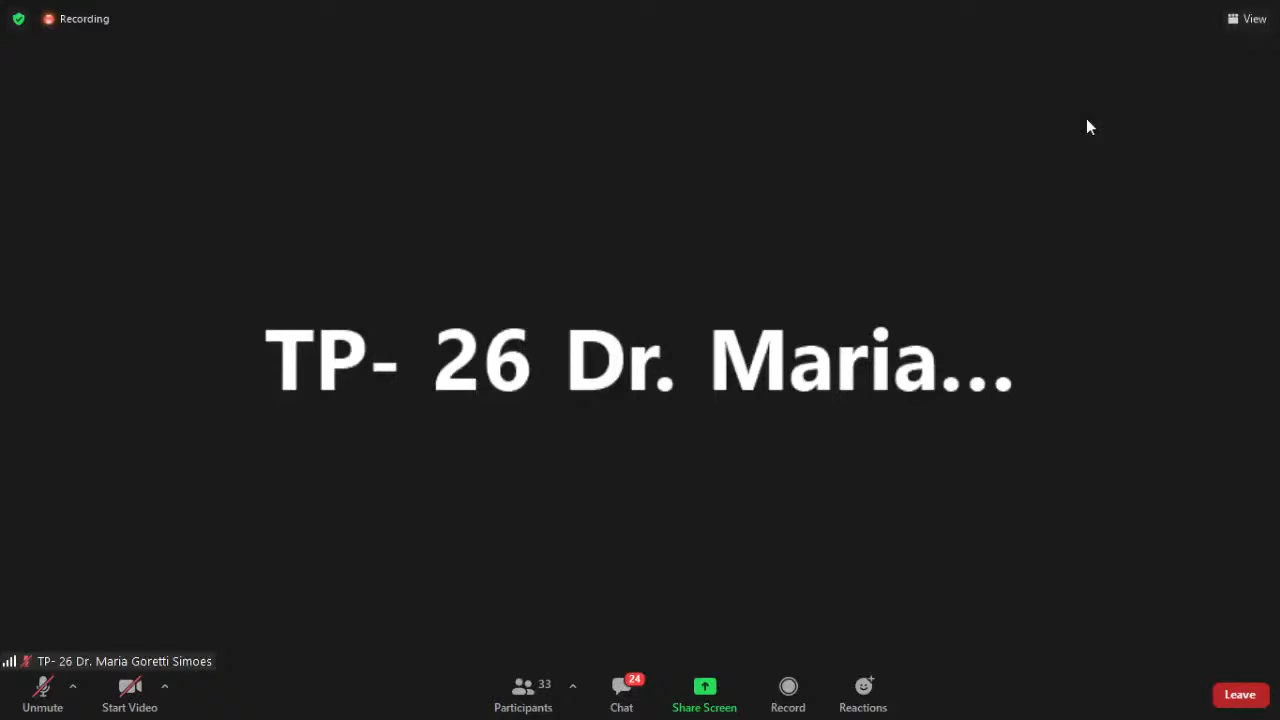 Recording
View
TP- 26 Dr. Maria...
TP- 26 Dr. Maria Goretti Simoes
Unmute
Start Video
33
Participants
24
Chat
Share Screen
Record
Reactions
Leave